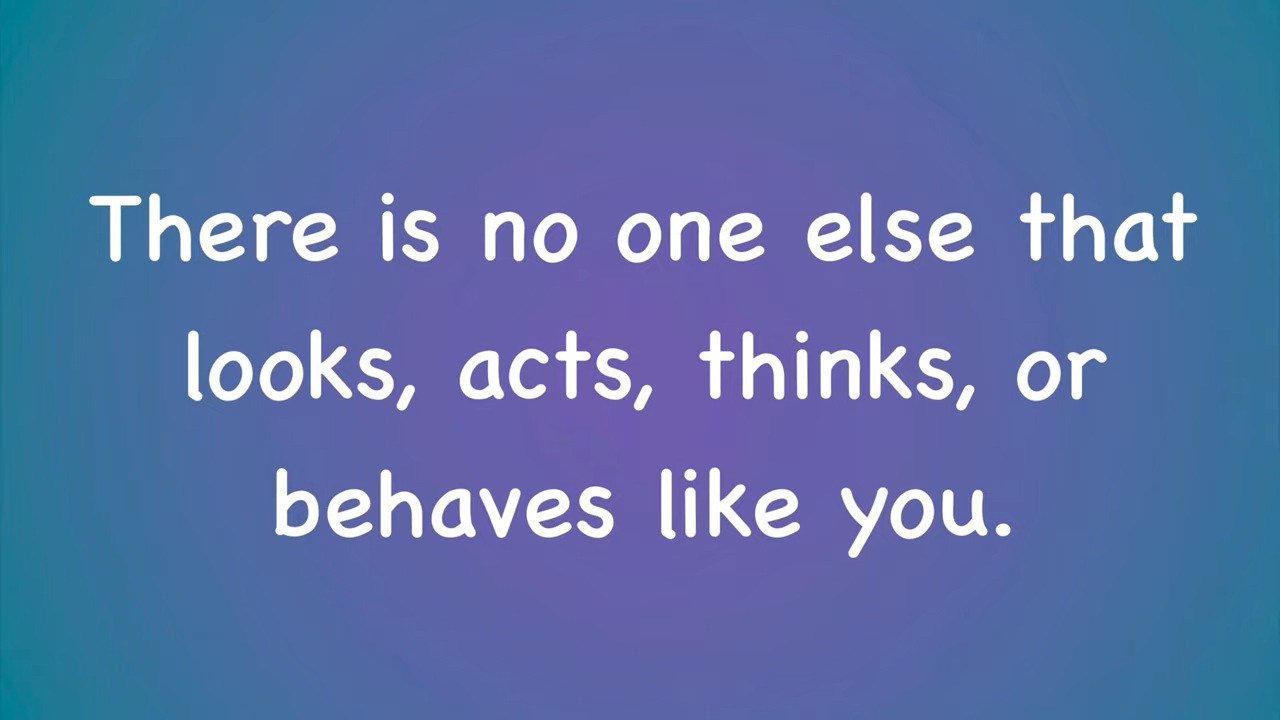 There is no one else that
looks, acts, thinks, or
behaves like you.